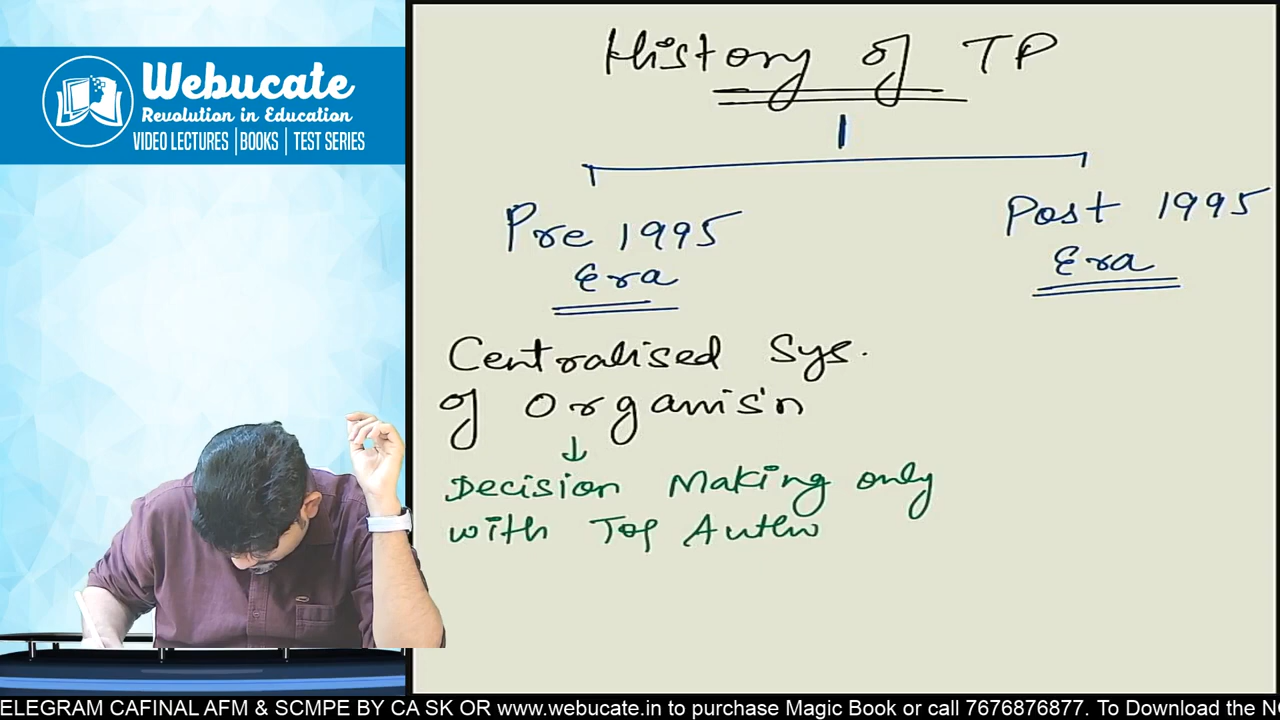 Webucate
Revolution in Education
VIDEO LECTURES | BOOKS | TEST SERIES
History of TP
Pre 1995
Era
Post 1995
Era
Centralised Sys.
of Organis'n
↓
Decision Making only
with Top Autho
ELEGRAM CAFINAL AFM & SCMPE BY CA SK OR www.webucate.in to purchase Magic Book or call 7676876877. To Download the No